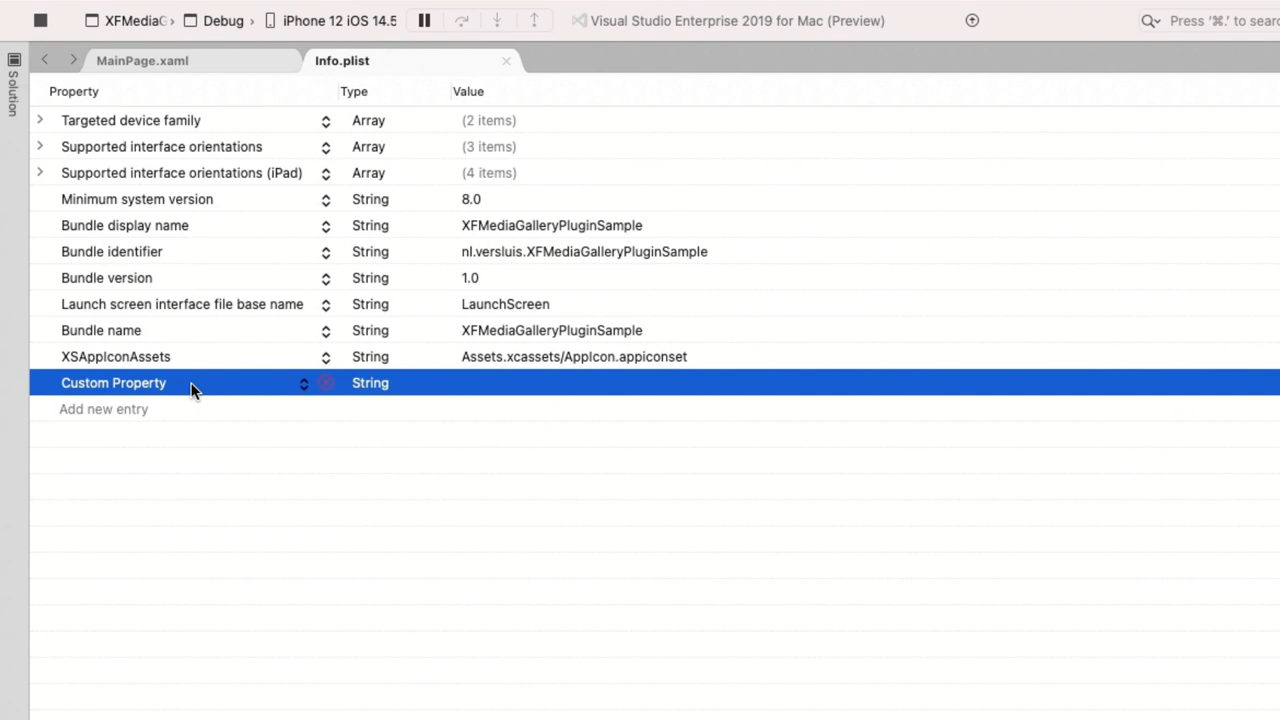 XFMediaG › Debug › iPhone 12 iOS 14.5 Visual Studio Enterprise 2019 for Mac (Preview) Press '⌘.' to searc
Solution
MainPage.xaml Info.plist
Property Type Value
Targeted device family Array (2 items)
Supported interface orientations Array (3 items)
Supported interface orientations (iPad) Array (4 items)
Minimum system version String 8.0
Bundle display name String XFMediaGalleryPluginSample
Bundle identifier String nl.versluis.XFMediaGalleryPluginSample
Bundle version String 1.0
Launch screen interface file base name String LaunchScreen
Bundle name String XFMediaGalleryPluginSample
XSAppIconAssets String Assets.xcassets/AppIcon.appiconset
Custom Property String
Add new entry